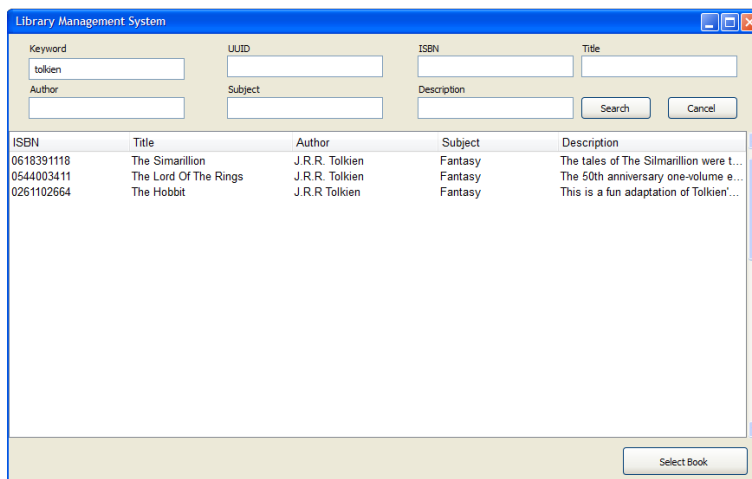 Library Management System
Keyword UUID ISBN Title
tolkien
Author Subject Description
Search Cancel
ISBN Title Author Subject Description
0618391118 The Simarillion J.R.R. Tolkien Fantasy The tales of The Silmarillion were t...
0544003411 The Lord Of The Rings J.R.R. Tolkien Fantasy The 50th anniversary one-volume e...
0261102664 The Hobbit J.R.R Tolkien Fantasy This is a fun adaptation of Tolkien'...
Select Book